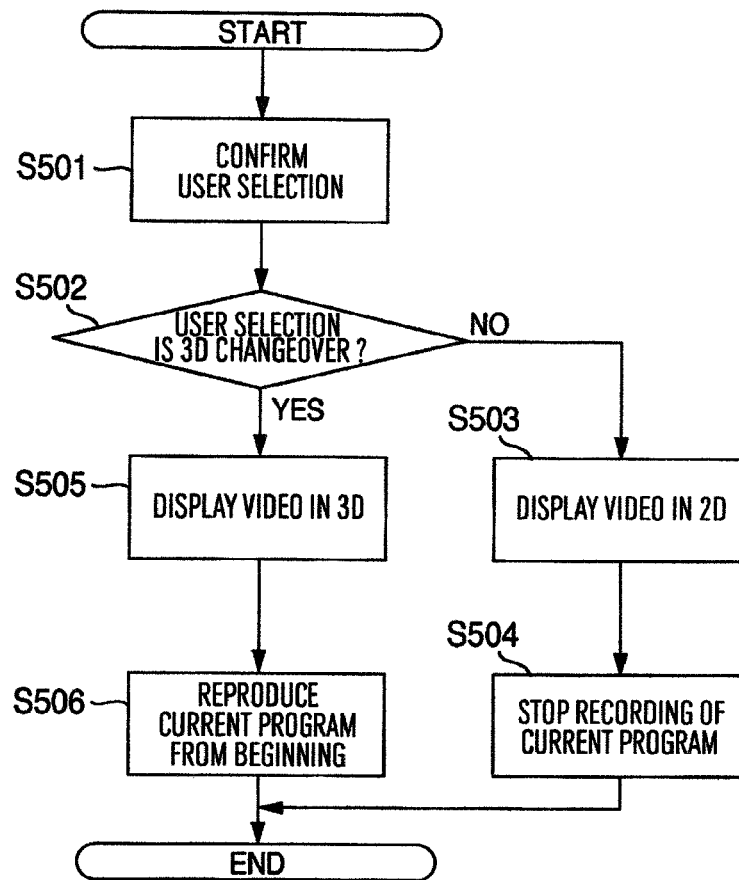 START
S501
CONFIRM
USER SELECTION
S502
USER SELECTION
IS 3D CHANGEOVER ?
NO
YES
S503
S505
DISPLAY VIDEO IN 3D
DISPLAY VIDEO IN 2D
S504
S506
REPRODUCE
CURRENT PROGRAM
FROM BEGINNING
STOP RECORDING OF
CURRENT PROGRAM
END